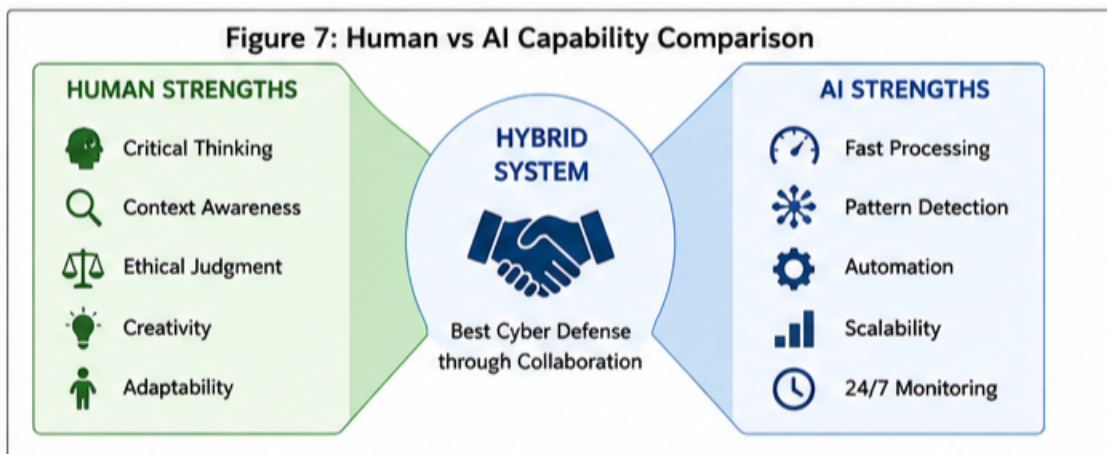 Figure 7: Human vs AI Capability Comparison
HUMAN STRENGTHS
Critical Thinking
Context Awareness
Ethical Judgment
Creativity
Adaptability
HYBRID
SYSTEM
Best Cyber Defense
through Collaboration
AI STRENGTHS
Fast Processing
Pattern Detection
Automation
Scalability
24/7 Monitoring